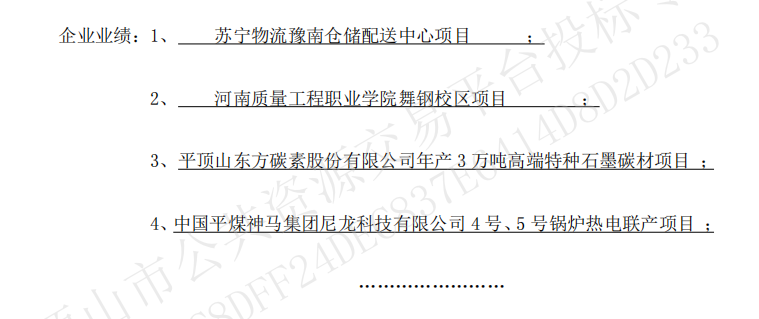 企业业绩：1、 苏宁物流豫南仓储配送中心项目 ；
2、 河南质量工程职业学院舞钢校区项目 ；
3、平顶山东方碳素股份有限公司年产 3 万吨高端特种石墨碳材项目 ；
4、中国平煤神马集团尼龙科技有限公司 4 号、5 号锅炉热电联产项目 ；
……………………